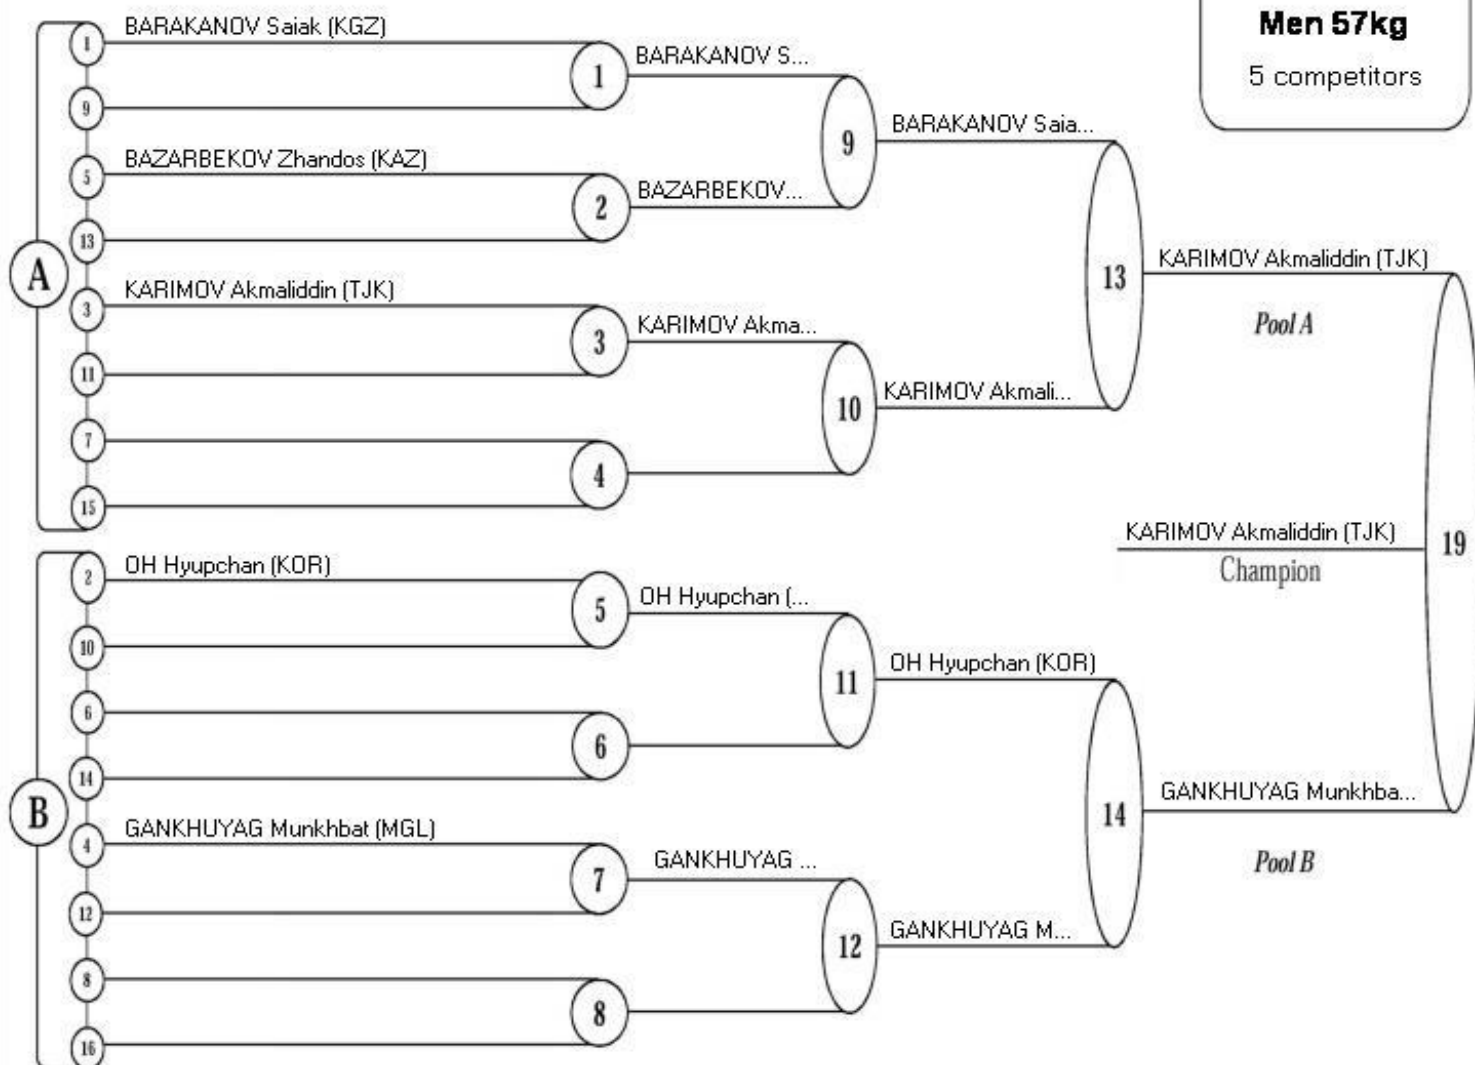 Men 57kg
5 competitors
A
1
BARAKANOV Saiak (KGZ)
9
1
BARAKANOV S...
5
BAZARBEKOV Zhandos (KAZ)
13
2
BAZARBEKOV...
9
BARAKANOV Saia...
3
KARIMOV Akmaliddin (TJK)
11
3
KARIMOV Akma...
7
15
4
10
KARIMOV Akmali...
13
KARIMOV Akmaliddin (TJK)
Pool A
KARIMOV Akmaliddin (TJK)
Champion
19
B
2
OH Hyupchan (KOR)
10
5
OH Hyupchan (...
6
14
6
11
OH Hyupchan (KOR)
4
GANKHUYAG Munkhbat (MGL)
12
7
GANKHUYAG ...
8
16
8
12
GANKHUYAG M...
14
GANKHUYAG Munkhba...
Pool B